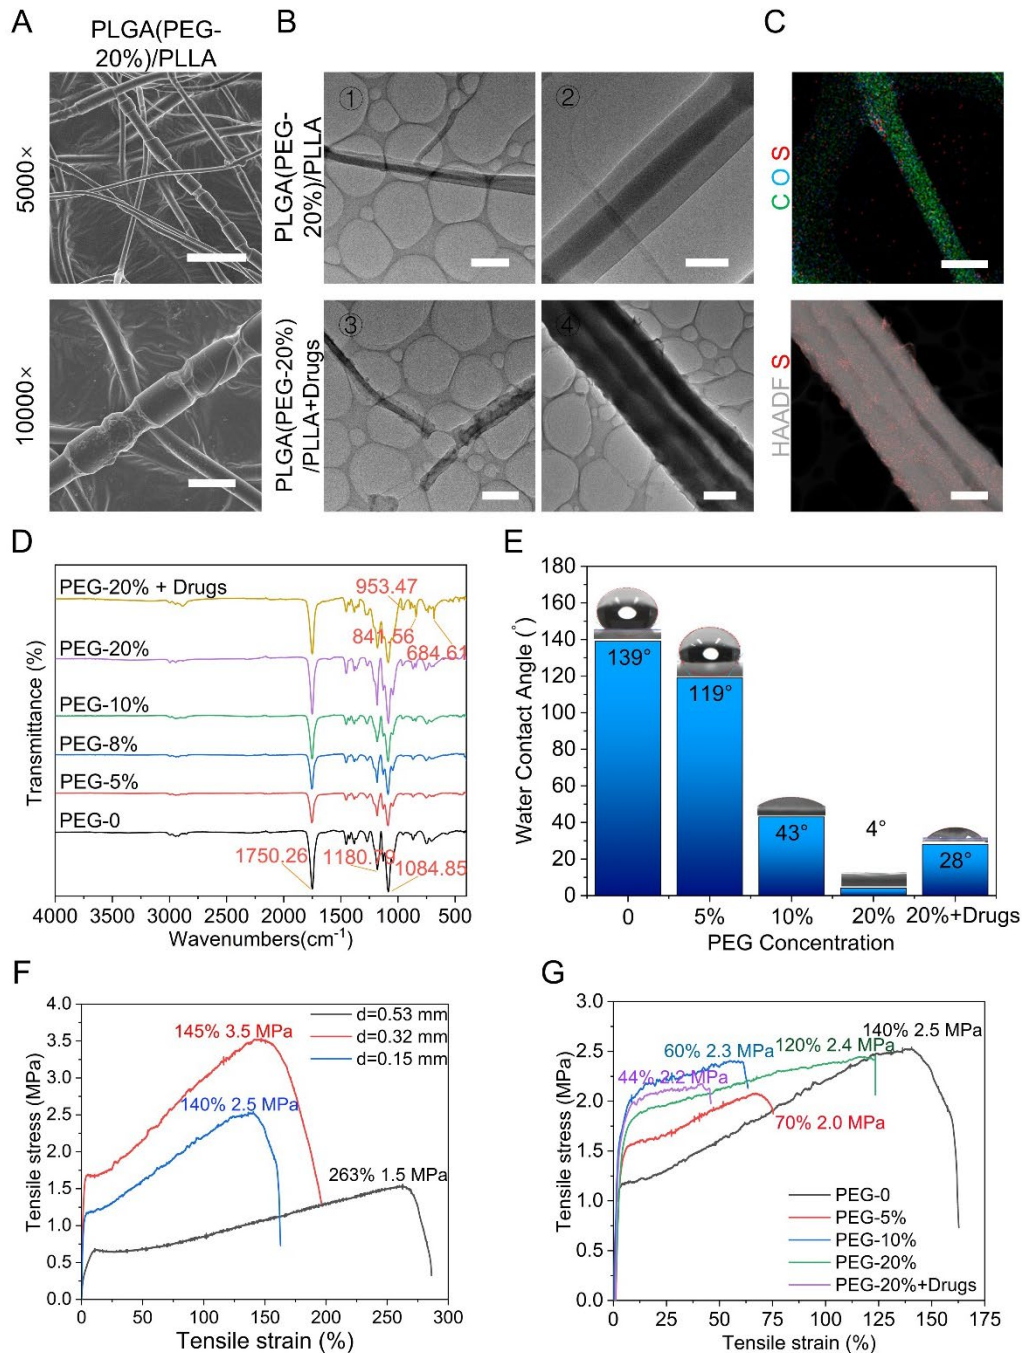 A
PLGA(PEG-
20%)/PLLA
5000×
10000×
B
PLGA(PEG-
20%)/PLLA
①
②
PLGA(PEG-20%)
/PLLA+Drugs
③
④
C
C O S
HAADF S
D
PEG-20% + Drugs
953.47
841.56
684.61
PEG-20%
PEG-10%
PEG-8%
PEG-5%
PEG-0
1750.26
1180.79
1084.85
Transmittance (%)
4000 3500 3000 2500 2000 1500 1000 500
Wavenumbers(cm⁻¹)
E
Water Contact Angle (°)
180
160
140
120
100
80
60
40
20
0
139°
119°
43°
4°
28°
0 5% 10% 20% 20%+Drugs
PEG Concentration
F
Tensile stress (MPa)
4.0
3.5
3.0
2.5
2.0
1.5
1.0
0.5
0.0
145% 3.5 MPa
140% 2.5 MPa
263% 1.5 MPa
d=0.53 mm
d=0.32 mm
d=0.15 mm
0 50 100 150 200 250 300
Tensile strain (%)
G
Tensile stress (MPa)
3.0
2.5
2.0
1.5
1.0
0.5
0.0
140% 2.5 MPa
120% 2.4 MPa
60% 2.3 MPa
44% 2.2 MPa
70% 2.0 MPa
PEG-0
PEG-5%
PEG-10%
PEG-20%
PEG-20%+Drugs
0 25 50 75 100 125 150 175
Tensile strain (%)